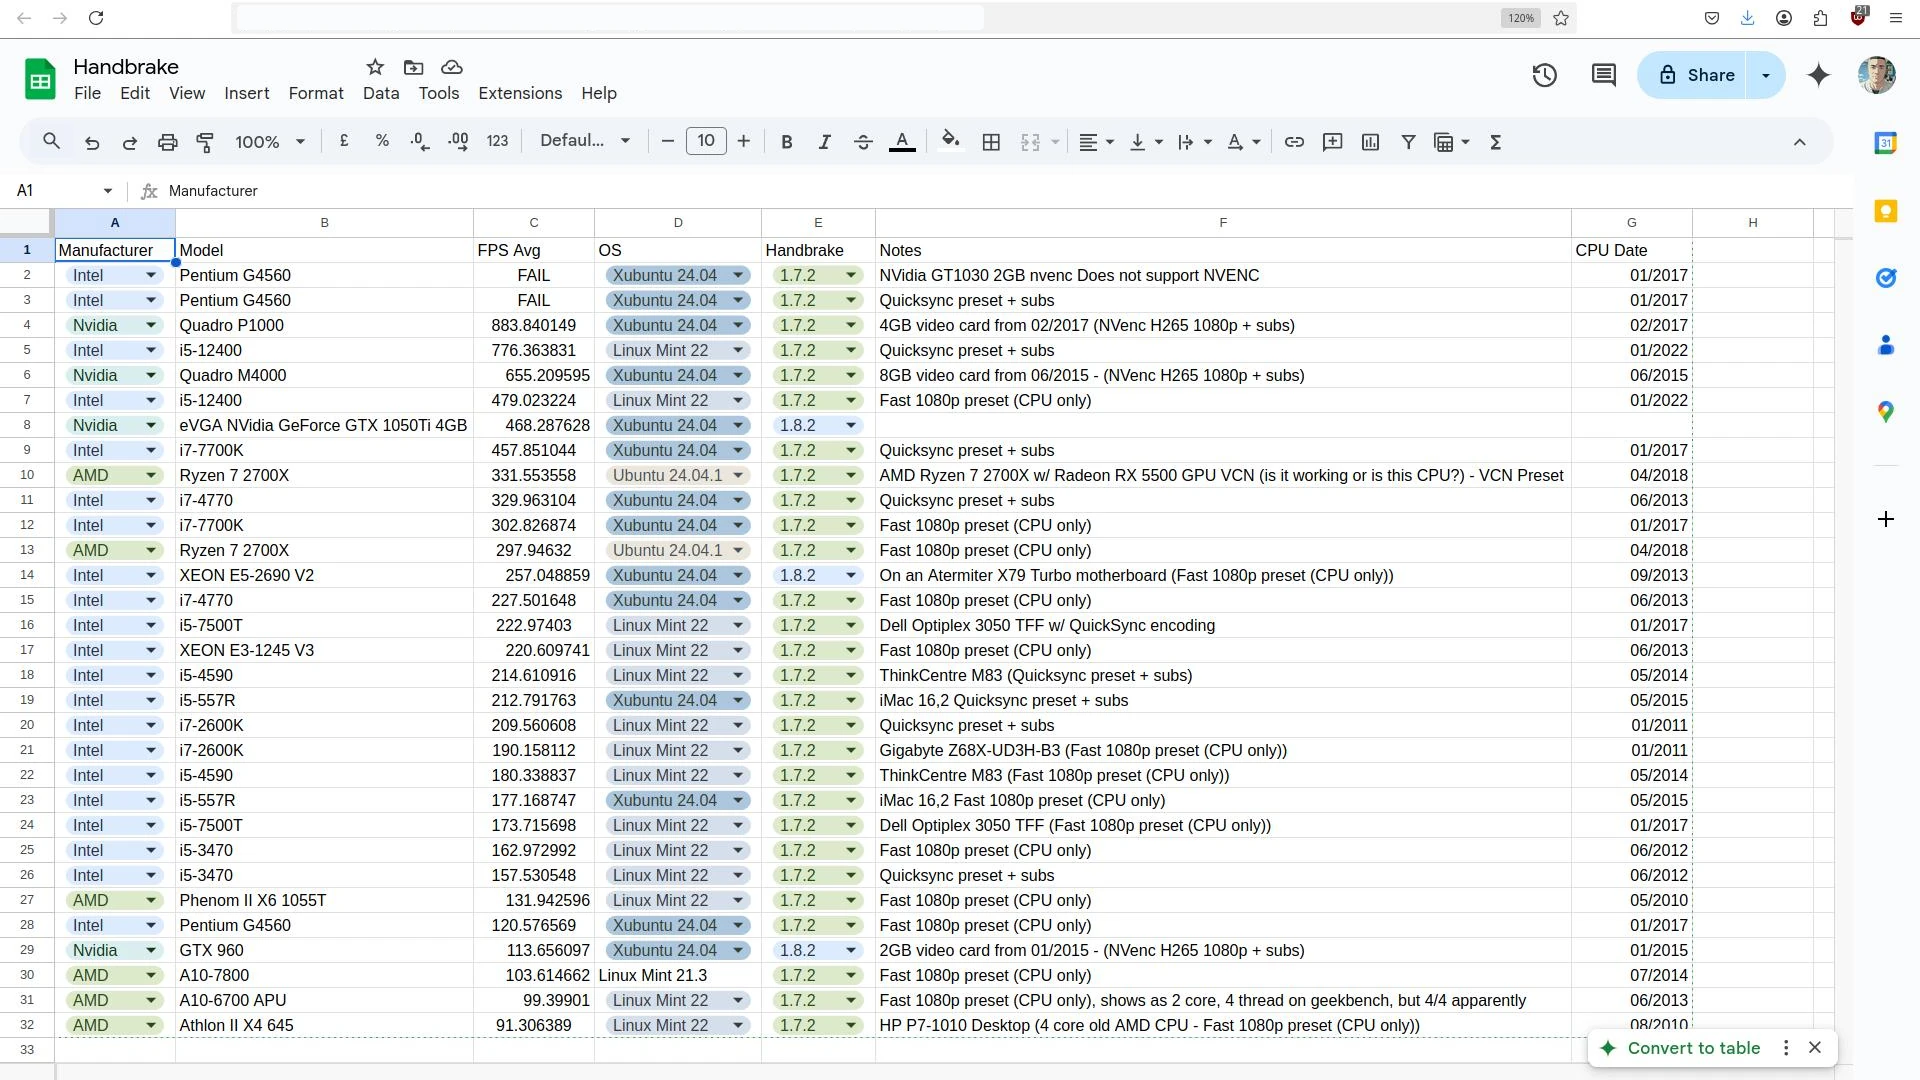 120%
21
Handbrake
File Edit View Insert Format Data Tools Extensions Help
Share
100% £ % .0 .00 123 Defaul... 10 B I A A Σ
31
A1 fx Manufacturer
A B C D E F G H
1 Manufacturer Model FPS Avg OS Handbrake Notes CPU Date
2 Intel Pentium G4560 FAIL Xubuntu 24.04 1.7.2 NVidia GT1030 2GB nvenc Does not support NVENC 01/2017
3 Intel Pentium G4560 FAIL Xubuntu 24.04 1.7.2 Quicksync preset + subs 01/2017
4 Nvidia Quadro P1000 883.840149 Xubuntu 24.04 1.7.2 4GB video card from 02/2017 (NVenc H265 1080p + subs) 02/2017
5 Intel i5-12400 776.363831 Linux Mint 22 1.7.2 Quicksync preset + subs 01/2022
6 Nvidia Quadro M4000 655.209595 Xubuntu 24.04 1.7.2 8GB video card from 06/2015 - (NVenc H265 1080p + subs) 06/2015
7 Intel i5-12400 479.023224 Linux Mint 22 1.7.2 Fast 1080p preset (CPU only) 01/2022
8 Nvidia eVGA NVidia GeForce GTX 1050Ti 4GB 468.287628 Xubuntu 24.04 1.8.2
9 Intel i7-7700K 457.851044 Xubuntu 24.04 1.7.2 Quicksync preset + subs 01/2017
10 AMD Ryzen 7 2700X 331.553558 Ubuntu 24.04.1 1.7.2 AMD Ryzen 7 2700X w/ Radeon RX 5500 GPU VCN (is it working or is this CPU?) - VCN Preset 04/2018
11 Intel i7-4770 329.963104 Xubuntu 24.04 1.7.2 Quicksync preset + subs 06/2013
12 Intel i7-7700K 302.826874 Xubuntu 24.04 1.7.2 Fast 1080p preset (CPU only) 01/2017
13 AMD Ryzen 7 2700X 297.94632 Ubuntu 24.04.1 1.7.2 Fast 1080p preset (CPU only) 04/2018
14 Intel XEON E5-2690 V2 257.048859 Xubuntu 24.04 1.8.2 On an Atermiter X79 Turbo motherboard (Fast 1080p preset (CPU only)) 09/2013
15 Intel i7-4770 227.501648 Xubuntu 24.04 1.7.2 Fast 1080p preset (CPU only) 06/2013
16 Intel i5-7500T 222.97403 Linux Mint 22 1.7.2 Dell Optiplex 3050 TFF w/ QuickSync encoding 01/2017
17 Intel XEON E3-1245 V3 220.609741 Linux Mint 22 1.7.2 Fast 1080p preset (CPU only) 06/2013
18 Intel i5-4590 214.610916 Linux Mint 22 1.7.2 ThinkCentre M83 (Quicksync preset + subs) 05/2014
19 Intel i5-557R 212.791763 Xubuntu 24.04 1.7.2 iMac 16,2 Quicksync preset + subs 05/2015
20 Intel i7-2600K 209.560608 Linux Mint 22 1.7.2 Quicksync preset + subs 01/2011
21 Intel i7-2600K 190.158112 Linux Mint 22 1.7.2 Gigabyte Z68X-UD3H-B3 (Fast 1080p preset (CPU only)) 01/2011
22 Intel i5-4590 180.338837 Linux Mint 22 1.7.2 ThinkCentre M83 (Fast 1080p preset (CPU only)) 05/2014
23 Intel i5-557R 177.168747 Xubuntu 24.04 1.7.2 iMac 16,2 Fast 1080p preset (CPU only) 05/2015
24 Intel i5-7500T 173.715698 Linux Mint 22 1.7.2 Dell Optiplex 3050 TFF (Fast 1080p preset (CPU only)) 01/2017
25 Intel i5-3470 162.972992 Linux Mint 22 1.7.2 Fast 1080p preset (CPU only) 06/2012
26 Intel i5-3470 157.530548 Linux Mint 22 1.7.2 Quicksync preset + subs 06/2012
27 AMD Phenom II X6 1055T 131.942596 Linux Mint 22 1.7.2 Fast 1080p preset (CPU only) 05/2010
28 Intel Pentium G4560 120.576569 Xubuntu 24.04 1.7.2 Fast 1080p preset (CPU only) 01/2017
29 Nvidia GTX 960 113.656097 Xubuntu 24.04 1.8.2 2GB video card from 01/2015 - (NVenc H265 1080p + subs) 01/2015
30 AMD A10-7800 103.614662 Linux Mint 21.3 1.7.2 Fast 1080p preset (CPU only) 07/2014
31 AMD A10-6700 APU 99.39901 Linux Mint 22 1.7.2 Fast 1080p preset (CPU only), shows as 2 core, 4 thread on geekbench, but 4/4 apparently 06/2013
32 AMD Athlon II X4 645 91.306389 Linux Mint 22 1.7.2 HP P7-1010 Desktop (4 core old AMD CPU - Fast 1080p preset (CPU only)) 08/2010
33
Convert to table